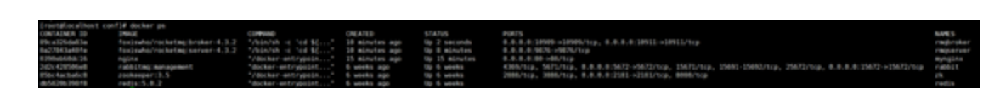 [root@localhost conf]# docker ps
CONTAINER ID IMAGE COMMAND CREATED STATUS PORTS NAMES
foxiswho/rocketmq:broker-4.3.2 "/bin/sh -c 'cd ${..." 10 minutes ago Up 2 seconds 0.0.0.0:10909->10909/tcp, 0.0.0.0:10911->10911/tcp rmqbroker
foxiswho/rocketmq:server-4.3.2 "/bin/sh -c 'cd ${..." 10 minutes ago Up 8 minutes 0.0.0.0:9876->9876/tcp rmqserver
nginx "/docker-entrypoin..." 15 minutes ago Up 15 minutes 0.0.0.0:80->80/tcp mynginx
rabbitmq:management "docker-entrypoint..." 6 weeks ago Up 6 weeks 4369/tcp, 5671/tcp, 0.0.0.0:5672->5672/tcp, 15671/tcp, 15691-15692/tcp, 25672/tcp, 0.0.0.0:15672->15672/tcp rabbit
zookeeper:3.5 "/docker-entrypoin..." 6 weeks ago Up 6 weeks 2888/tcp, 3888/tcp, 0.0.0.0:2181->2181/tcp, 8080/tcp zk
redis:5.0.2 "docker-entrypoint..." 6 weeks ago Up 6 weeks redis